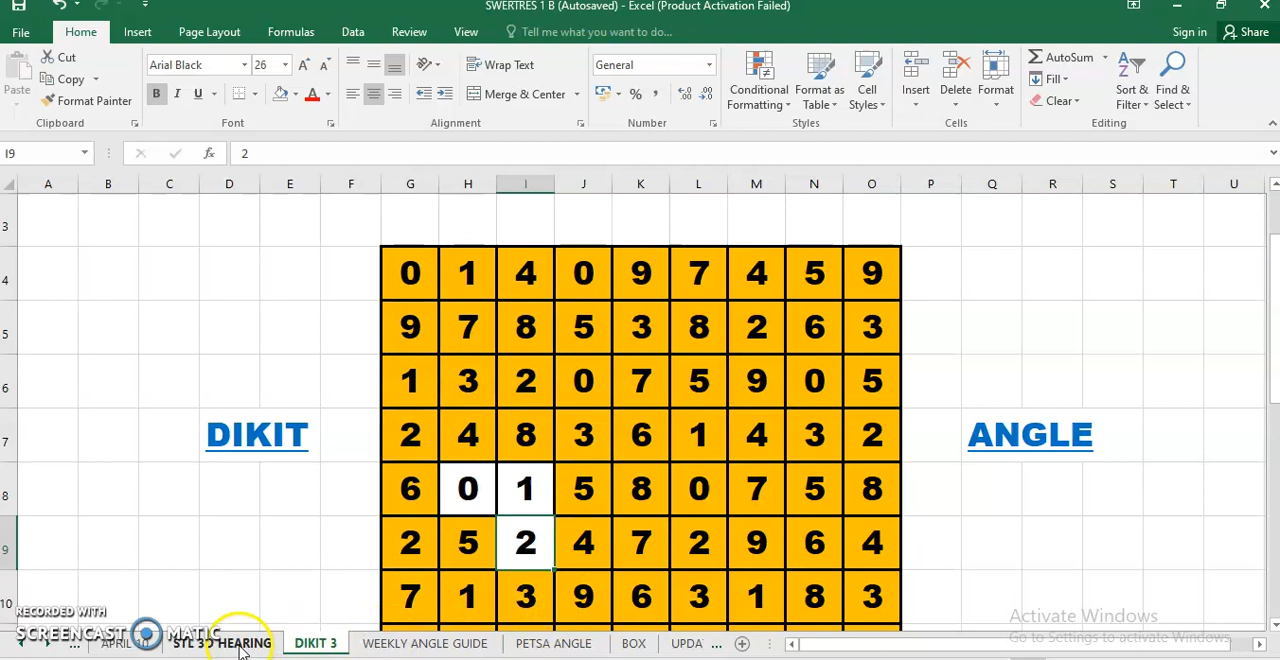 SWERTRES 1 B (Autosaved) - Excel (Product Activation Failed)
File Home Insert Page Layout Formulas Data Review View Tell me what you want to do... Sign in Share
Paste
Cut
Copy
Format Painter
Clipboard
Arial Black 26 A A
B I U A
Font
Wrap Text
Merge & Center
Alignment
General
% ,
Number
Conditional Formatting
Format as Table
Cell Styles
Styles
Insert Delete Format
Cells
AutoSum
Fill
Clear
Sort & Filter
Find & Select
Editing
I9 fx 2
A B C D E F G H I J K L M N O P Q R S T U
3
4 0 1 4 0 9 7 4 5 9
5 9 7 8 5 3 8 2 6 3
6 1 3 2 0 7 5 9 0 5
7 DIKIT 2 4 8 3 6 1 4 3 2 ANGLE
8 6 0 1 5 8 0 7 5 8
9 2 5 2 4 7 2 9 6 4
10 7 1 3 9 6 3 1 8 3
RECORDED WITH
SCREENCAST MATIC
Activate Windows
Go to Settings to activate Windows.
... APRIL STL 3D HEARING DIKIT 3 WEEKLY ANGLE GUIDE PETSA ANGLE BOX UPDA ...